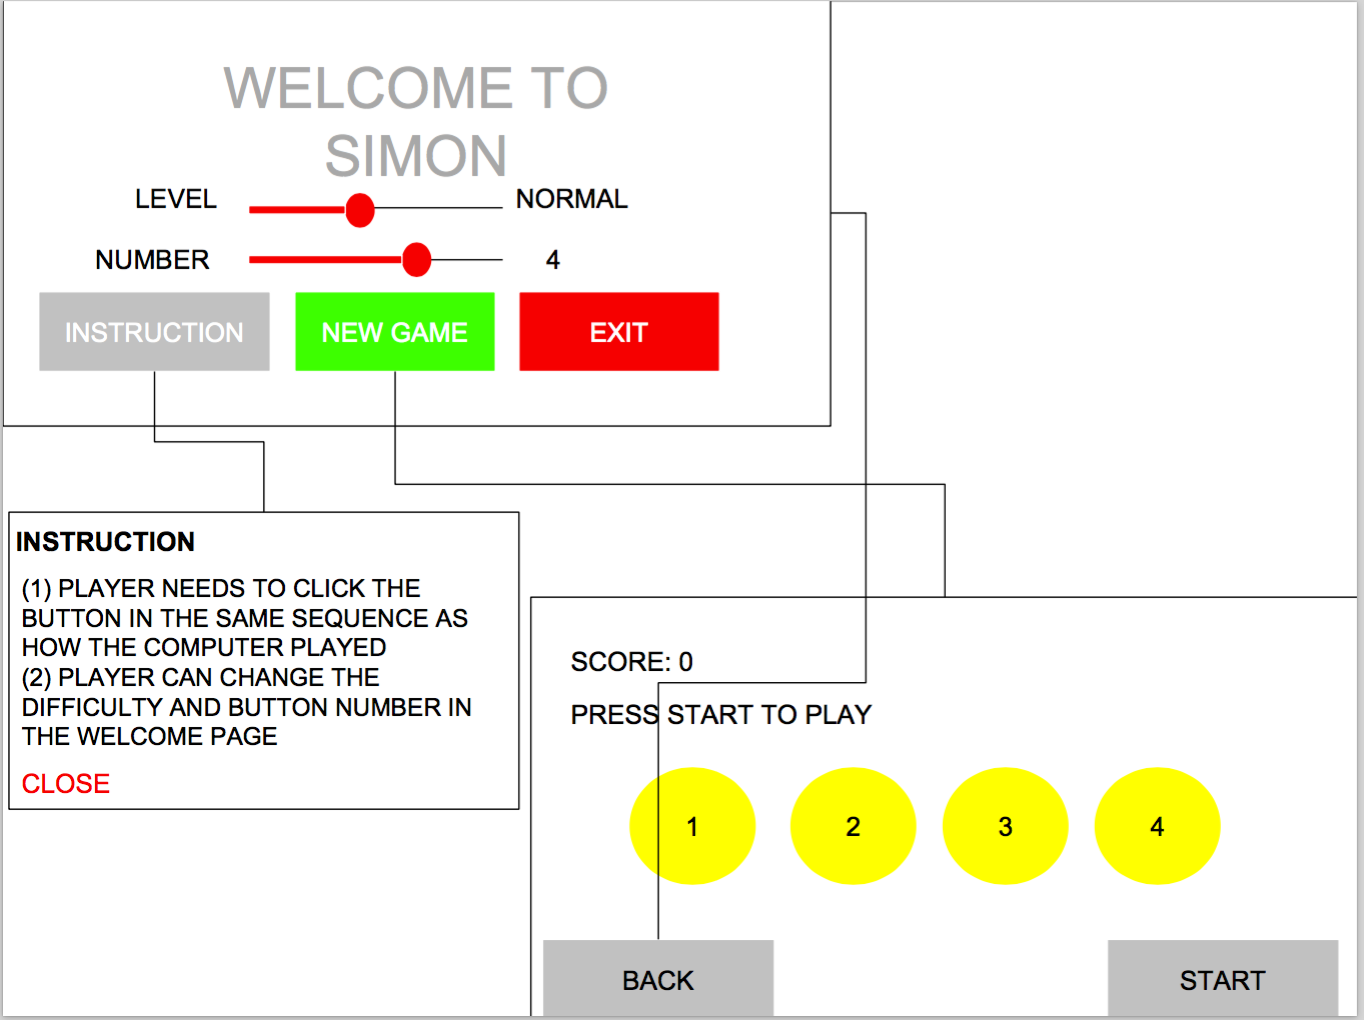 WELCOME TO
SIMON
LEVEL NORMAL
NUMBER 4
INSTRUCTION NEW GAME EXIT
INSTRUCTION
(1) PLAYER NEEDS TO CLICK THE
BUTTON IN THE SAME SEQUENCE AS
HOW THE COMPUTER PLAYED
(2) PLAYER CAN CHANGE THE
DIFFICULTY AND BUTTON NUMBER IN
THE WELCOME PAGE
CLOSE
SCORE: 0
PRESS START TO PLAY
1 2 3 4
BACK START